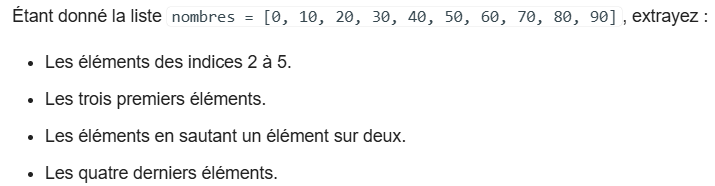 Étant donné la liste nombres = [0, 10, 20, 30, 40, 50, 60, 70, 80, 90], extrayez :
• Les éléments des indices 2 à 5.
• Les trois premiers éléments.
• Les éléments en sautant un élément sur deux.
• Les quatre derniers éléments.